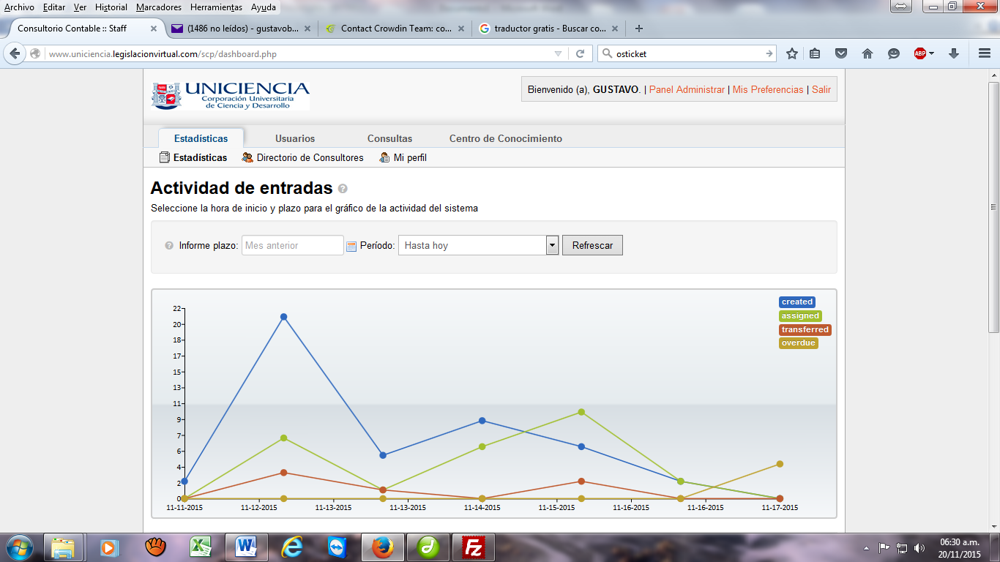 Archivo Editar Ver Historial Marcadores Herramientas Ayuda
Consultorio Contable :: Staff
(1486 no leídos) - gustavob...
Contact Crowdin Team: co...
traductor gratis - Buscar co...
www.uniciencia.legislacionvirtual.com/scp/dashboard.php
osticket
ABP
UNICIENCIA
Corporación Universitaria
de Ciencia y Desarrollo
Bienvenido (a), GUSTAVO. | Panel Administrar | Mis Preferencias | Salir
Estadísticas Usuarios Consultas Centro de Conocimiento
Estadísticas Directorio de Consultores Mi perfil
Actividad de entradas ?
Seleccione la hora de inicio y plazo para el gráfico de la actividad del sistema
? Informe plazo: Mes anterior Período: Hasta hoy Refrescar
created
assigned
transferred
overdue
22
20
18
17
15
13
11
9
7
6
4
2
0
11-11-2015 11-12-2015 11-13-2015 11-13-2015 11-14-2015 11-15-2015 11-16-2015 11-16-2015 11-17-2015
06:30 a.m.
20/11/2015